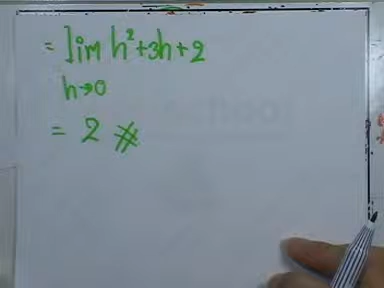 = lim h²+3h+2
h→0
= 2 #